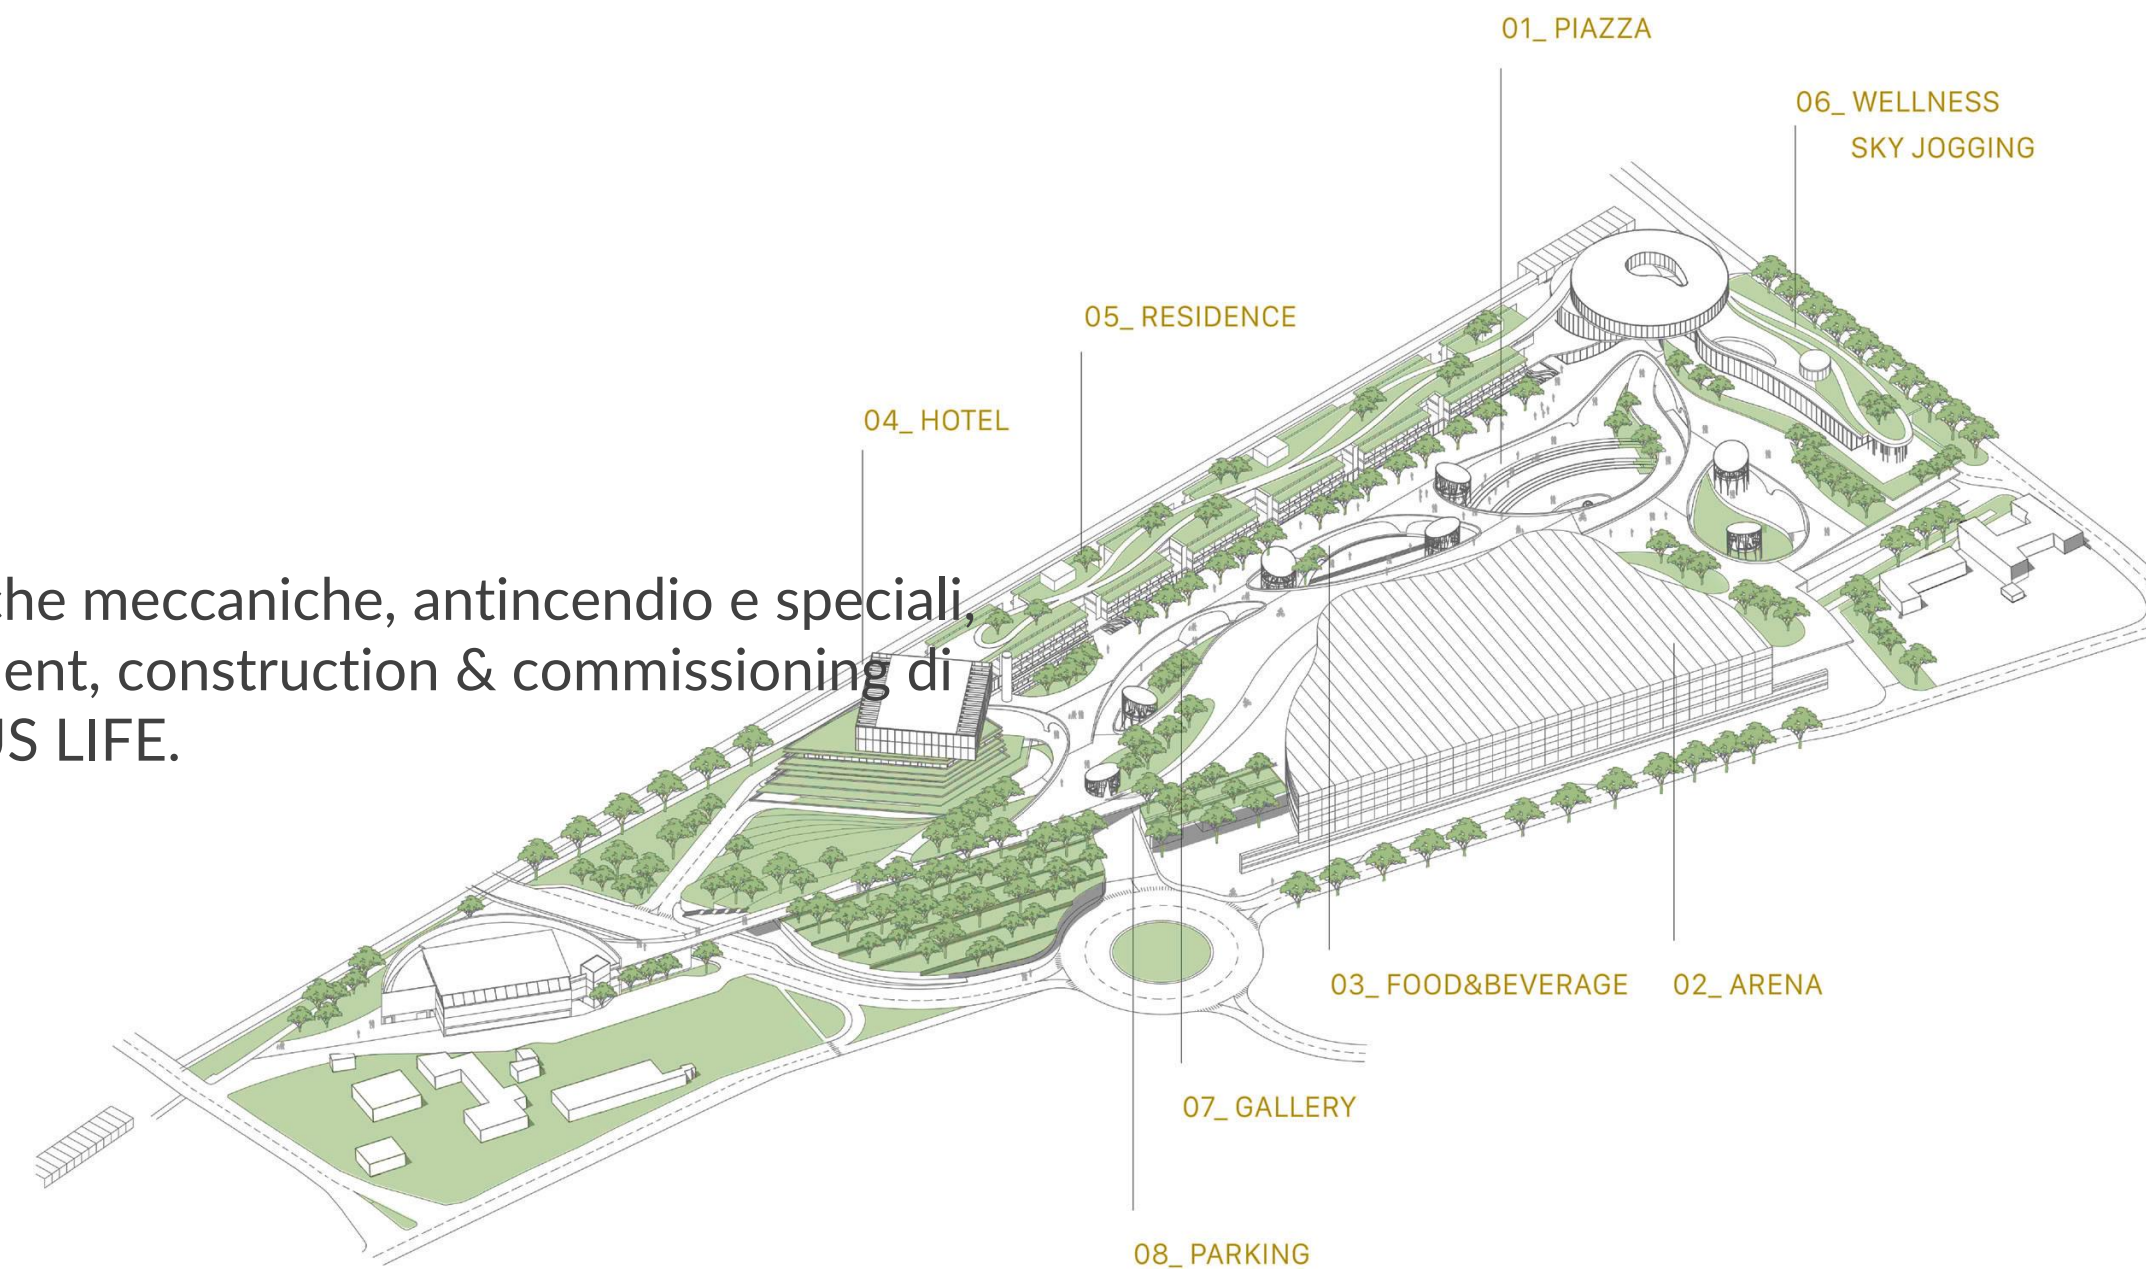 01_ PIAZZA
06_ WELLNESS
SKY JOGGING
05_ RESIDENCE
04_ HOTEL
che meccaniche, antincendio e speciali,
ent, construction & commissioning di
US LIFE.
03_ FOOD&BEVERAGE
02_ ARENA
07_ GALLERY
08_ PARKING